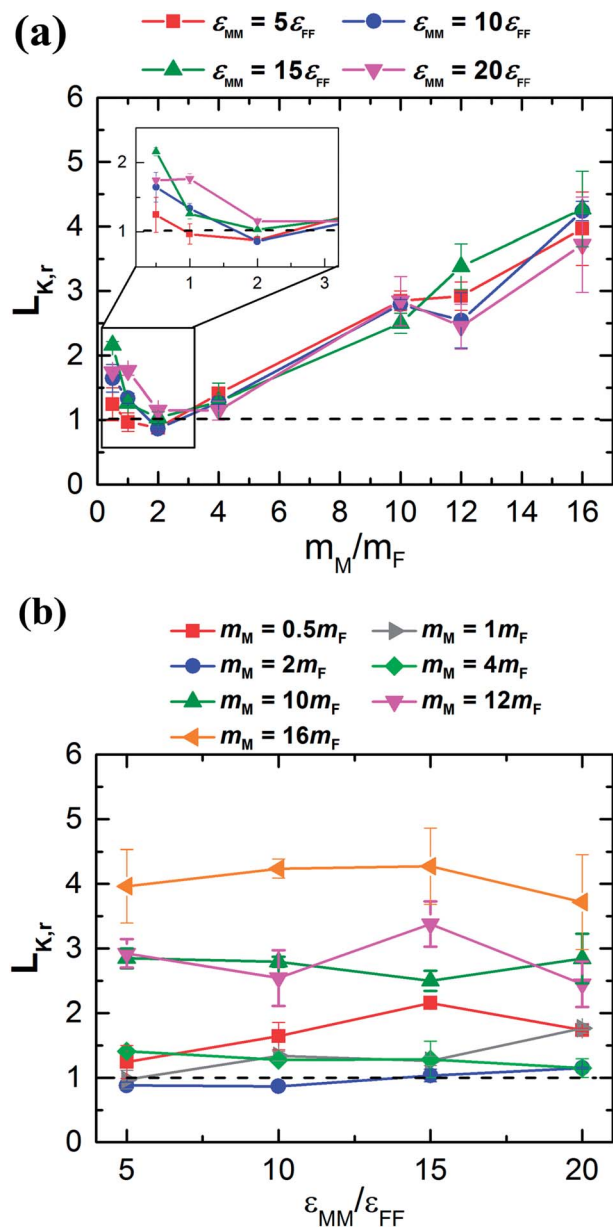 (a)
ε_MM = 5ε_FF ε_MM = 10ε_FF
ε_MM = 15ε_FF ε_MM = 20ε_FF
6
5
4
3
2
1
0
2
1
1 2 3
L_K,r
0 2 4 6 8 10 12 14 16
m_M/m_F
(b)
m_M = 0.5m_F m_M = 1m_F
m_M = 2m_F m_M = 4m_F
m_M = 10m_F m_M = 12m_F
m_M = 16m_F
6
5
4
3
2
1
0
L_K,r
5 10 15 20
ε_MM/ε_FF